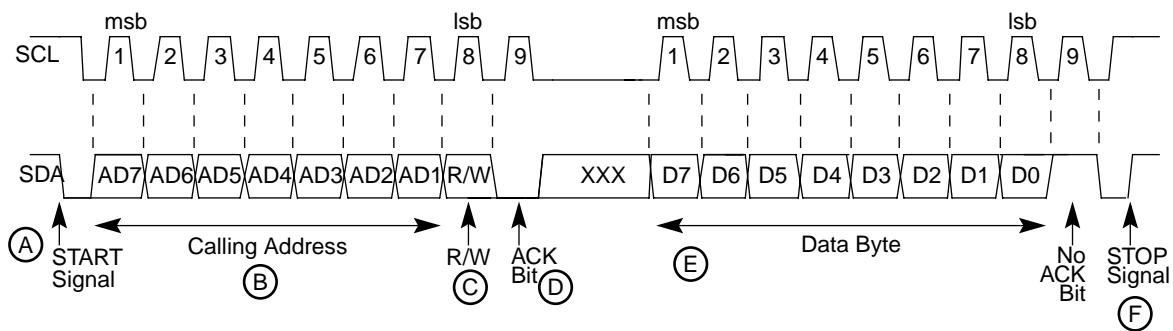 msb lsb msb lsb
SCL 1 2 3 4 5 6 7 8 9 1 2 3 4 5 6 7 8 9
SDA AD7 AD6 AD5 AD4 AD3 AD2 AD1 R/W XXX D7 D6 D5 D4 D3 D2 D1 D0
A START Signal
Calling Address
B
R/W
C
ACK
Bit D
E
Data Byte
No
ACK
Bit
STOP
Signal
F